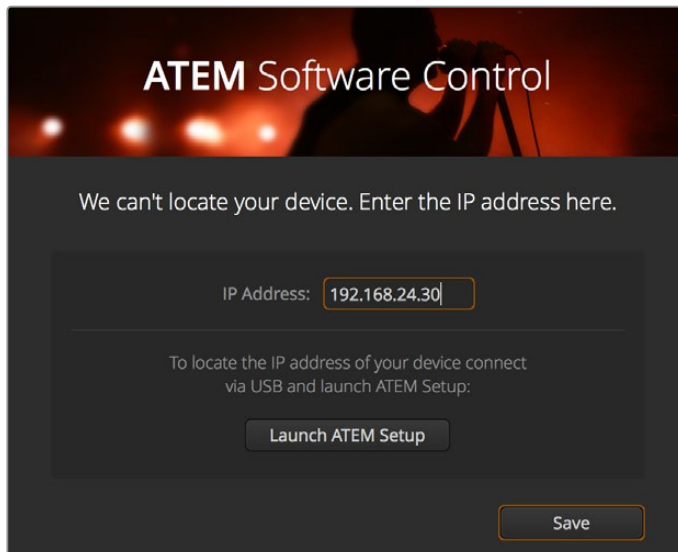 ATEM Software Control
We can't locate your device. Enter the IP address here.
IP Address: 192.168.24.30
To locate the IP address of your device connect
via USB and launch ATEM Setup:
Launch ATEM Setup
Save